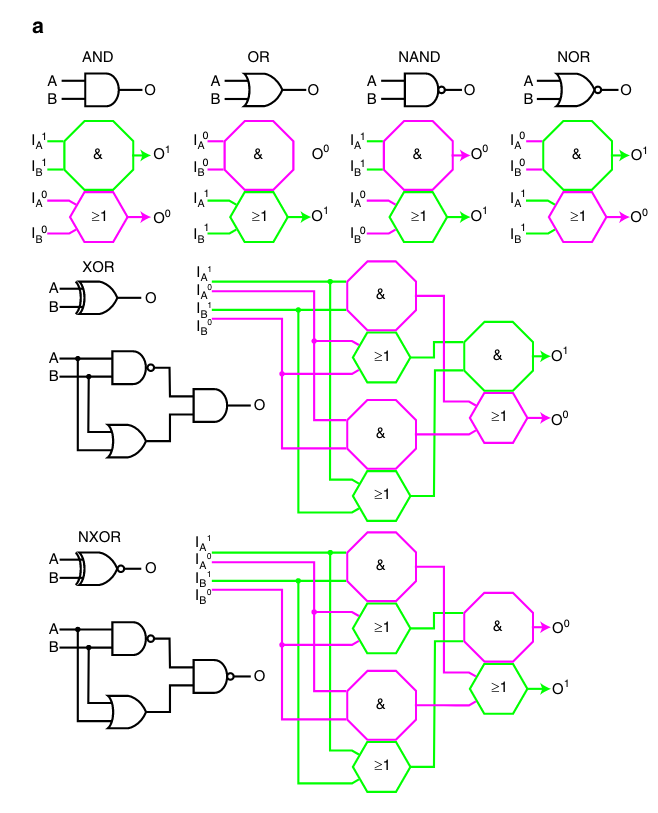 a
AND OR NAND NOR
A B O A B O A B O A B O
I_A^1 I_B^1 & O^1 I_A^0 I_B^0 & O^0 I_A^1 I_B^1 & O^0 I_A^0 I_B^0 & O^1
I_A^0 I_B^0 ≥1 O^0 I_A^1 I_B^1 ≥1 O^1 I_A^0 I_B^0 ≥1 O^1 I_A^1 I_B^1 ≥1 O^0
XOR
A
B
O
A
B
O
I_A^1
I_A^0
I_B^1
I_B^0
&
≥1
&
≥1
&
O^1
≥1
O^0
NXOR
A
B
O
A
B
O
I_A^1
I_A^0
I_B^1
I_B^0
&
≥1
&
≥1
&
O^0
≥1
O^1